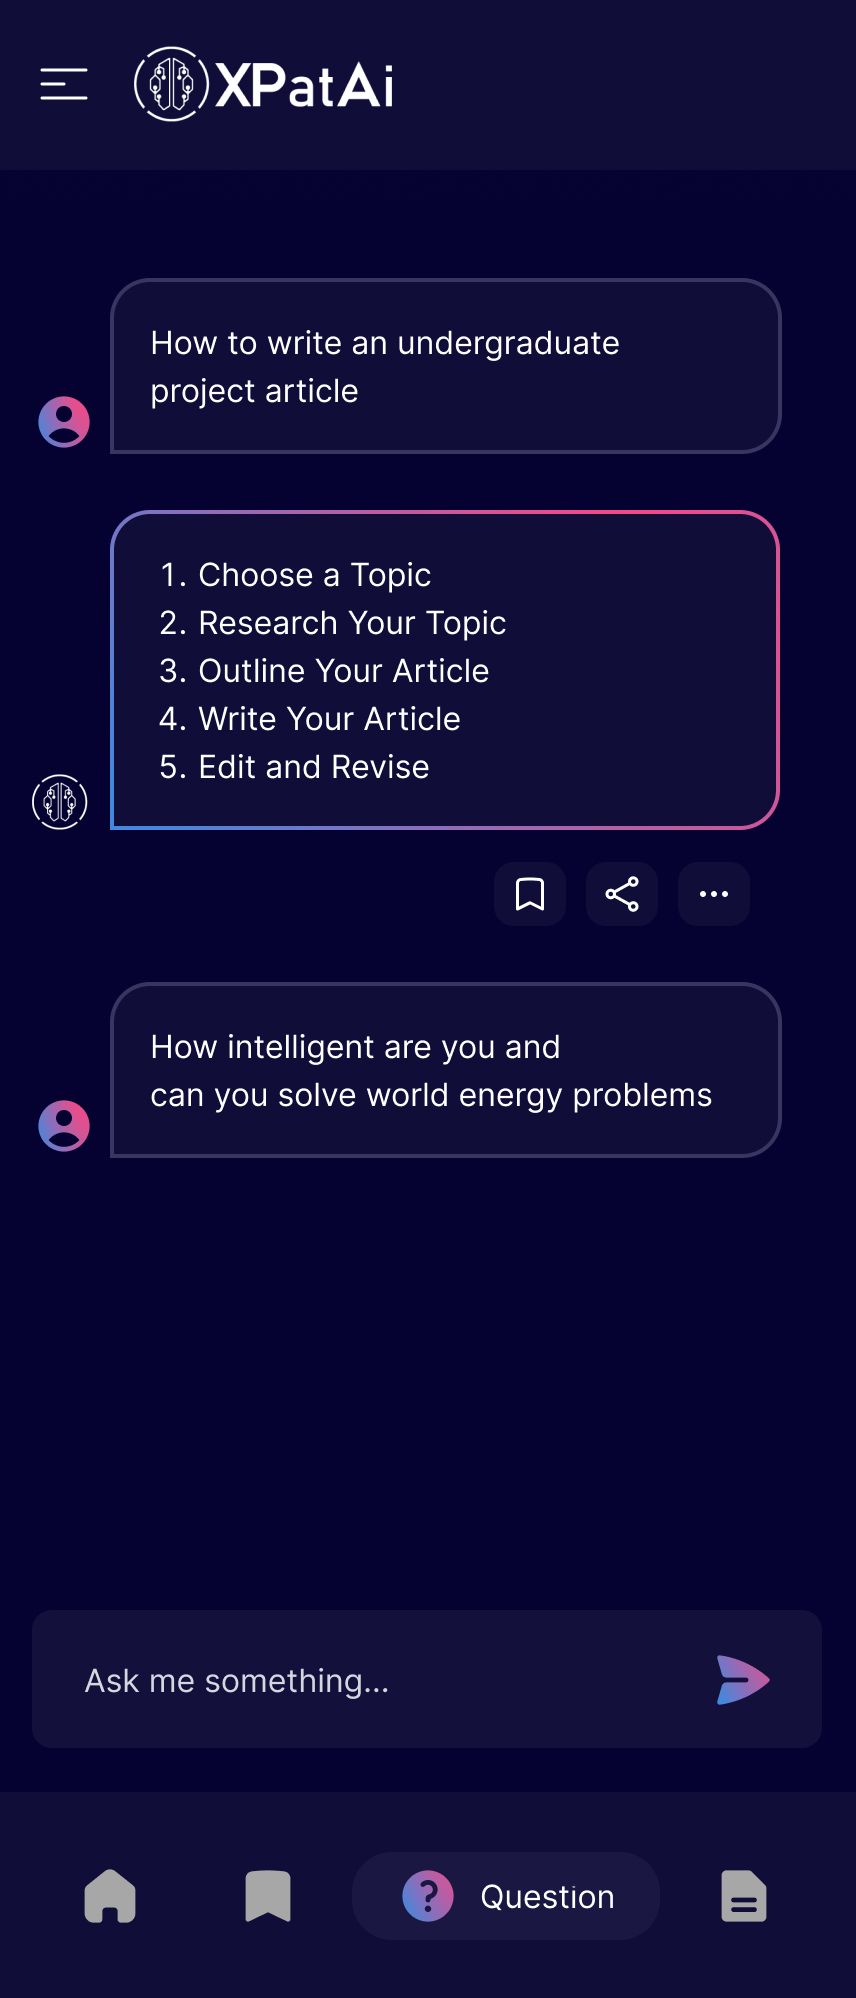 XPatAi
How to write an undergraduate
project article
1. Choose a Topic
2. Research Your Topic
3. Outline Your Article
4. Write Your Article
5. Edit and Revise
How intelligent are you and
can you solve world energy problems
Ask me something...
Question